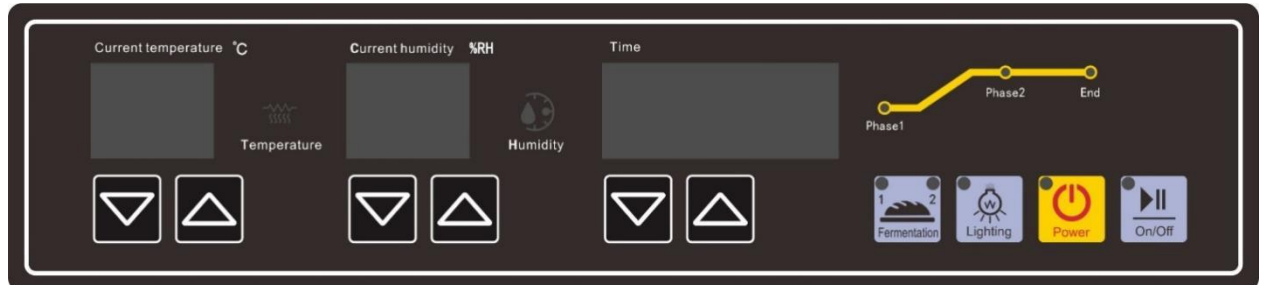 Current temperature °C
Current humidity %RH
Time
Temperature
Humidity
Phase1
Phase2
End
1 2
Fermentation
W
Lighting
Power
On/Off